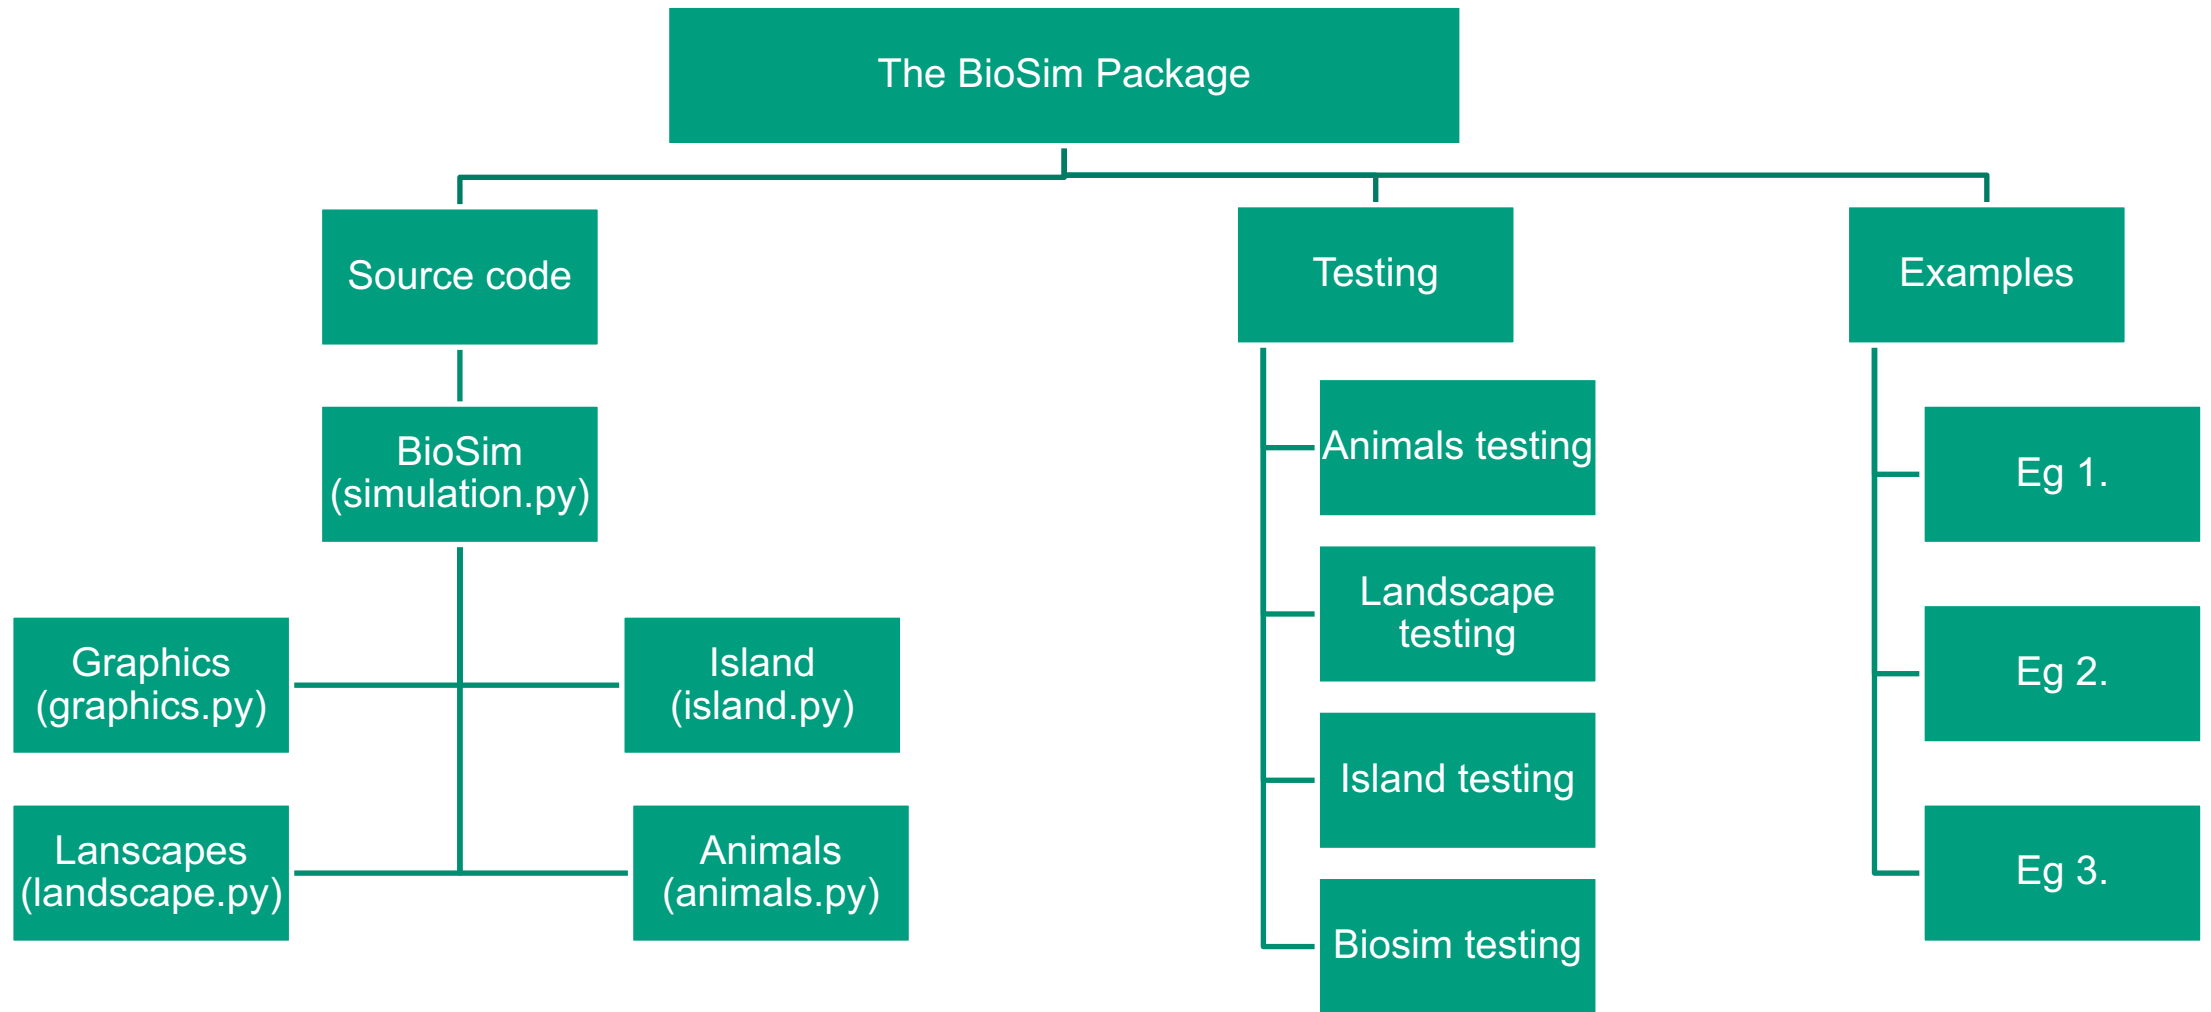 The BioSim Package
Source code
Testing
Examples
BioSim
(simulation.py)
Graphics
(graphics.py)
Island
(island.py)
Lanscapes
(landscape.py)
Animals
(animals.py)
Animals testing
Landscape
testing
Island testing
Biosim testing
Eg 1.
Eg 2.
Eg 3.